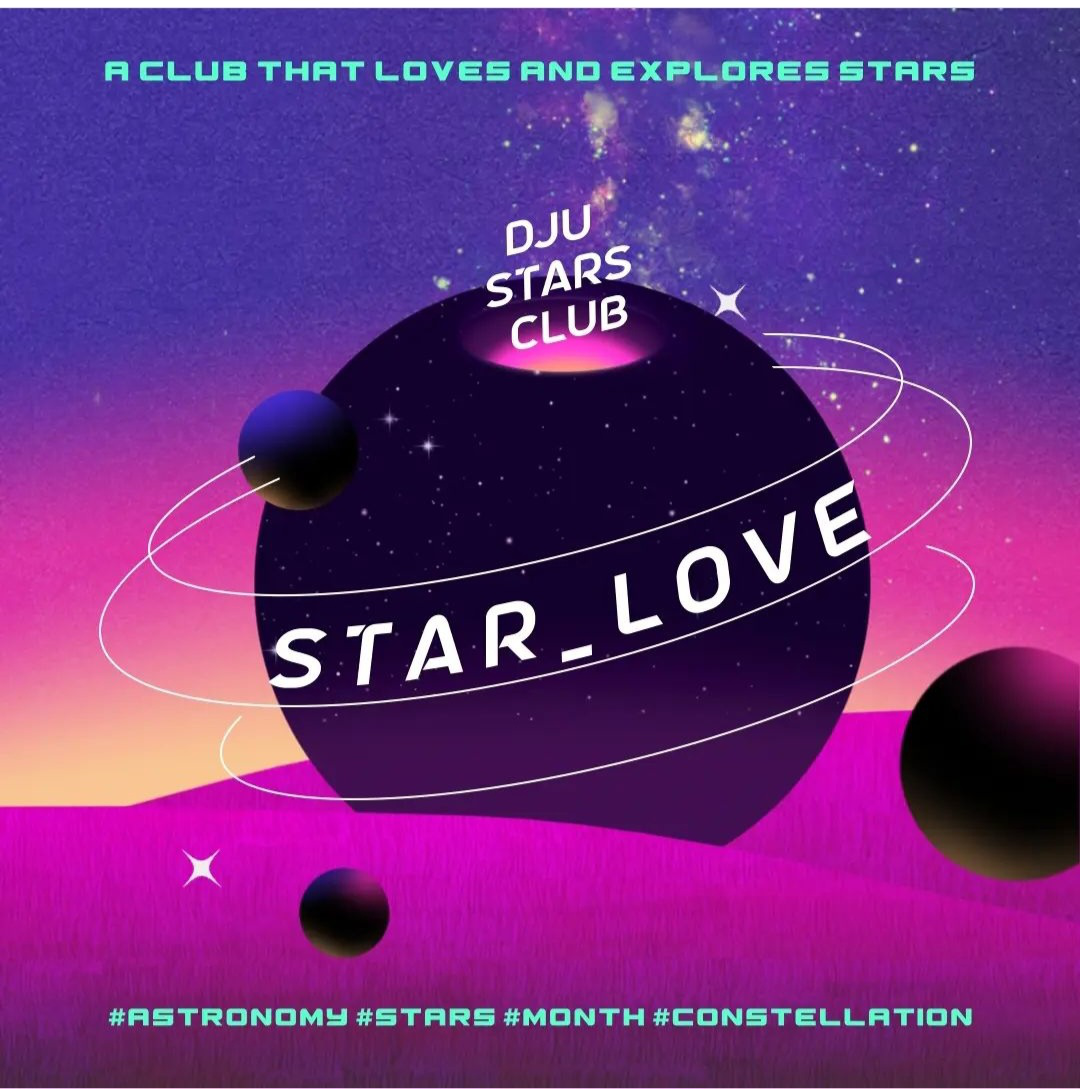 A CLUB THAT LOVES AND EXPLORES STARS
DJU
STARS
CLUB
STAR_LOVE
#ASTRONOMY #STARS #MONTH #CONSTELLATION